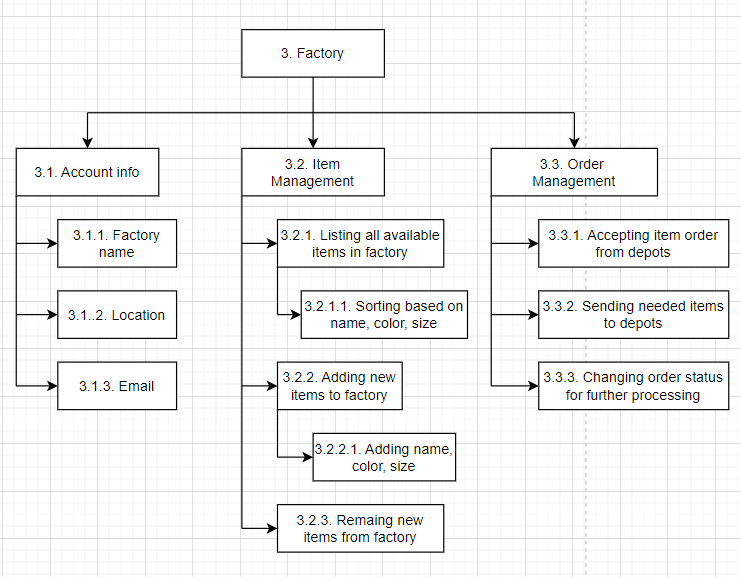 3. Factory
3.1. Account info
3.2. Item
Management
3.3. Order
Management
3.1.1. Factory
name
3.1..2. Location
3.1.3. Email
3.2.1. Listing all available
items in factory
3.2.1.1. Sorting based on
name, color, size
3.2.2. Adding new
items to factory
3.2.2.1. Adding name,
color, size
3.2.3. Remaing new
items from factory
3.3.1. Accepting item order
from depots
3.3.2. Sending needed items
to depots
3.3.3. Changing order status
for further processing